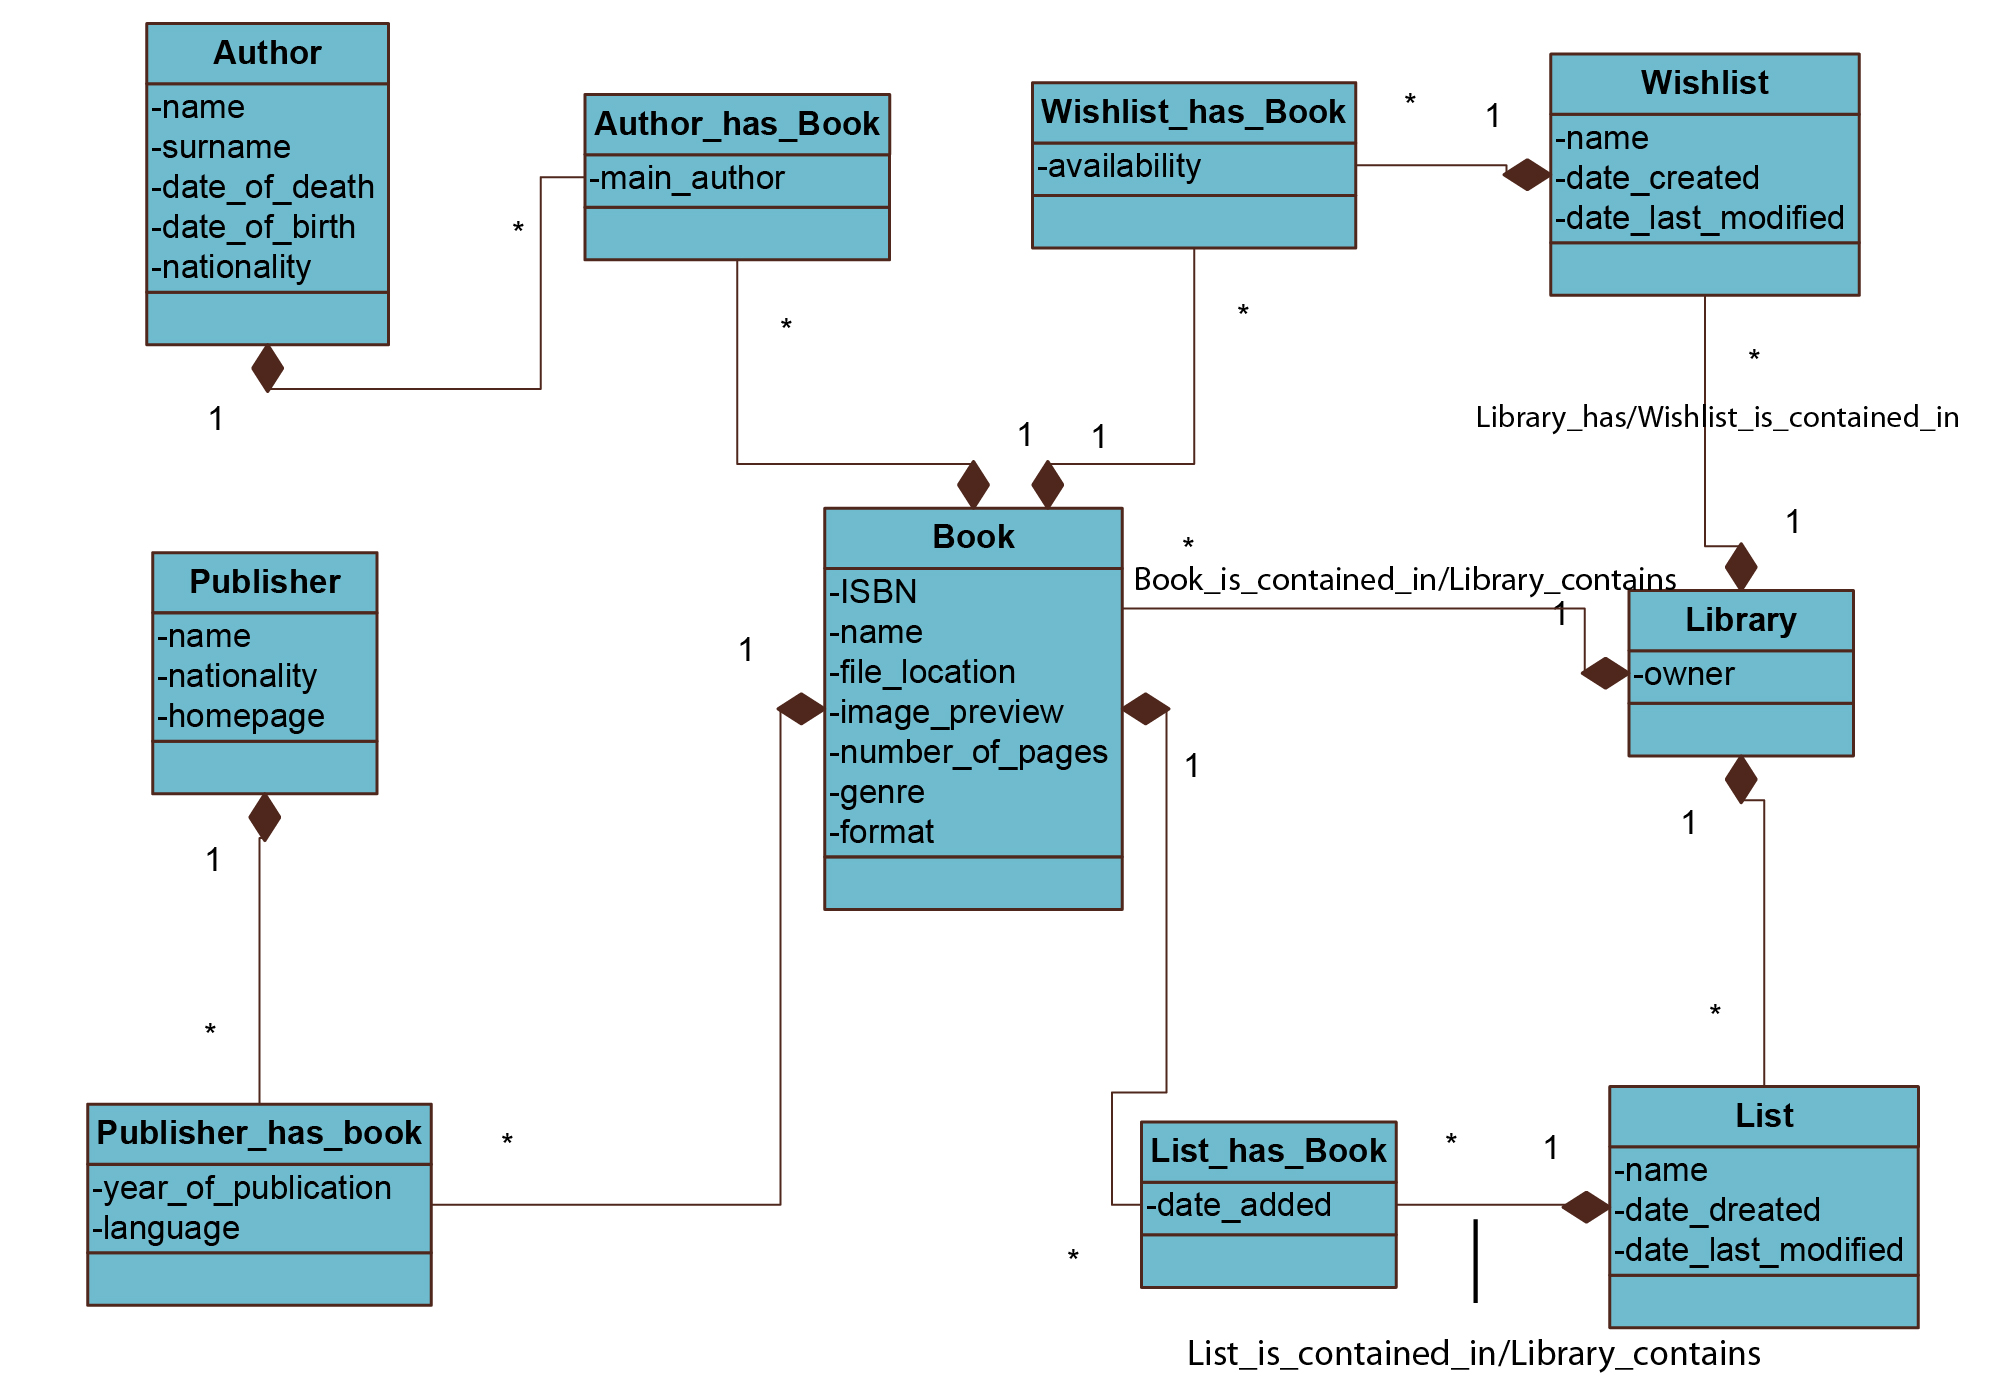 Author
-name
-surname
-date_of_death
-date_of_birth
-nationality
1
*
Author_has_Book
-main_author
*
1
Wishlist_has_Book
-availability
*
1
*
1
Wishlist
-name
-date_created
-date_last_modified
*
Library_has/Wishlist_is_contained_in
1
Publisher
-name
-nationality
-homepage
1
*
Book
-ISBN
-name
-file_location
-image_preview
-number_of_pages
-genre
-format
1
1
*
Book_is_contained_in/Library_contains
1
Library
-owner
1
*
Publisher_has_book
-year_of_publication
-language
*
List_has_Book
-date_added
*
*
1
List
-name
-date_dreated
-date_last_modified
List_is_contained_in/Library_contains